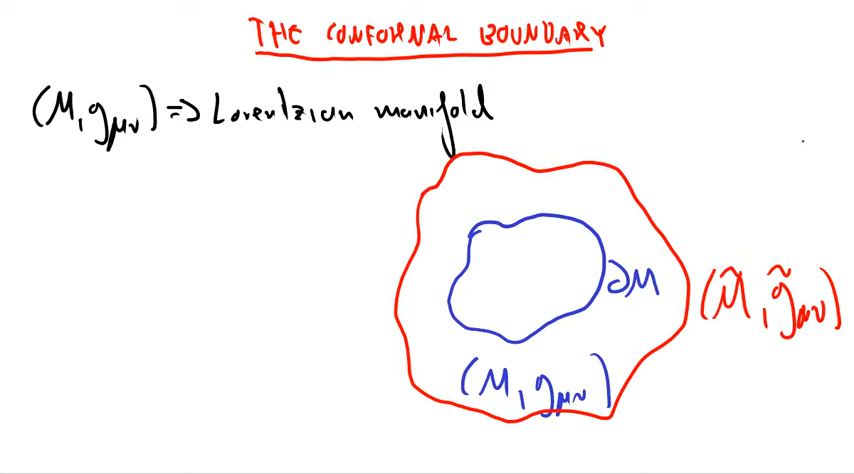 THE CONFORMAL BOUNDARY
(M, gμν) => Lorentzian manifold
∂M
(M̃, g̃μν)
(M, gμν)